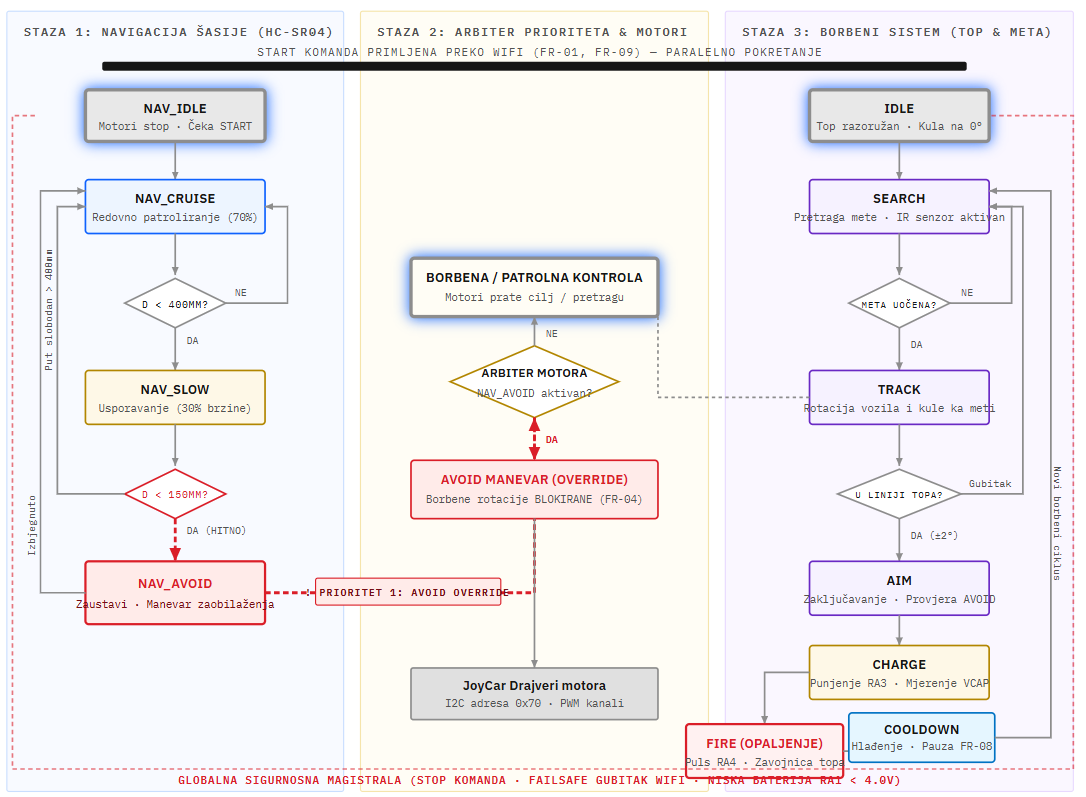 STAZA 1: NAVIGACIJA ŠASIJE (HC-SR04)
STAZA 2: ARBITER PRIORITETA & MOTORI
STAZA 3: BORBENI SISTEM (TOP & META)
START KOMANDA PRIMLJENA PREKO WIFI (FR-01, FR-09) — PARALELNO POKRETANJE
NAV_IDLE
Motori stop · Čeka START
NAV_CRUISE
Redovno patroliranje (70%)
D < 400MM?
NE
DA
Put slobodan > 400mm
NAV_SLOW
Usporavanje (30% brzine)
D < 150MM?
DA (HITNO)
Izbjegnuto
NAV_AVOID
Zaustavi · Manevar zaobilaženja
PRIORITET 1: AVOID OVERRIDE
BORBENA / PATROLNA KONTROLA
Motori prate cilj / pretragu
NE
ARBITER MOTORA
NAV_AVOID aktivan?
DA
AVOID MANEVAR (OVERRIDE)
Borbene rotacije BLOKIRANE (FR-04)
JoyCar Drajveri motora
I2C adresa 0x70 · PWM kanali
IDLE
Top razoružan · Kula na 0°
SEARCH
Pretraga mete · IR senzor aktivan
META UOČENA?
NE
DA
TRACK
Rotacija vozila i kule ka meti
U LINIJI TOPA?
Gubitak
DA (±2°)
Novi borbeni ciklus
AIM
Zaključavanje · Provjera AVOID
CHARGE
Punjenje RA3 · Mjerenje VCAP
COOLDOWN
Hlađenje · Pauza FR-08
FIRE (OPALJENJE)
Puls RA4 · Zavojnica topa
GLOBALNA SIGURNOSNA MAGISTRALA (STOP KOMANDA · FAILSAFE GUBITAK WIFI · NISKA BATERIJA RA1 < 4.0V)